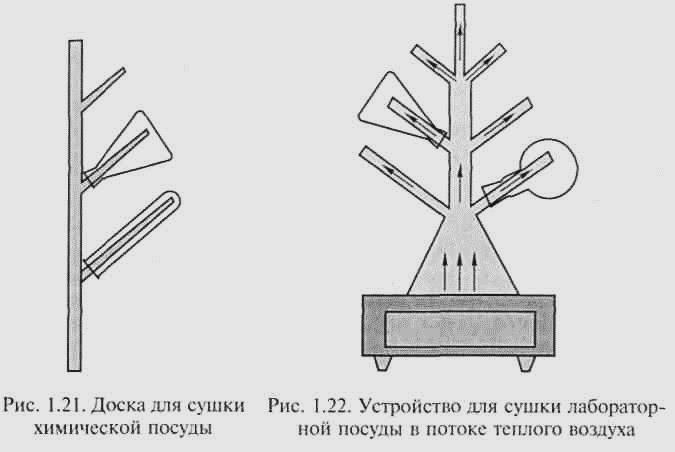 Рис. 1.21. Доска для сушки
химической посуды
Рис. 1.22. Устройство для сушки лаборатор-
ной посуды в потоке теплого воздуха